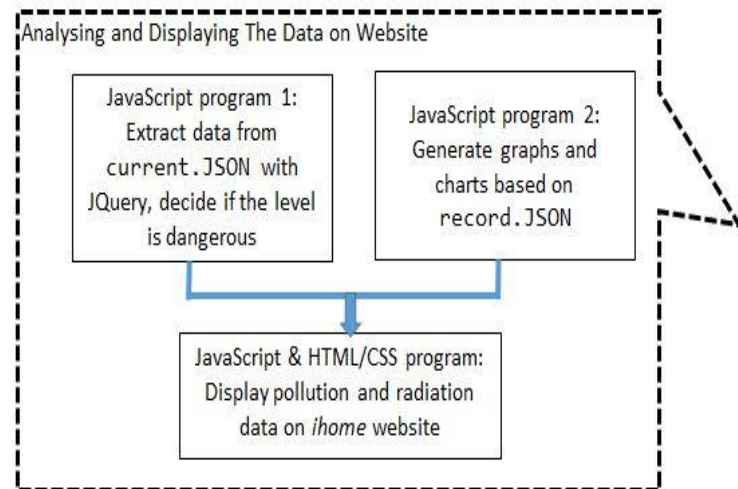 Analysing and Displaying The Data on Website
JavaScript program 1:
Extract data from
current.JSON with
JQuery, decide if the level
is dangerous
JavaScript program 2:
Generate graphs and
charts based on
record.JSON
JavaScript & HTML/CSS program:
Display pollution and radiation
data on ihome website